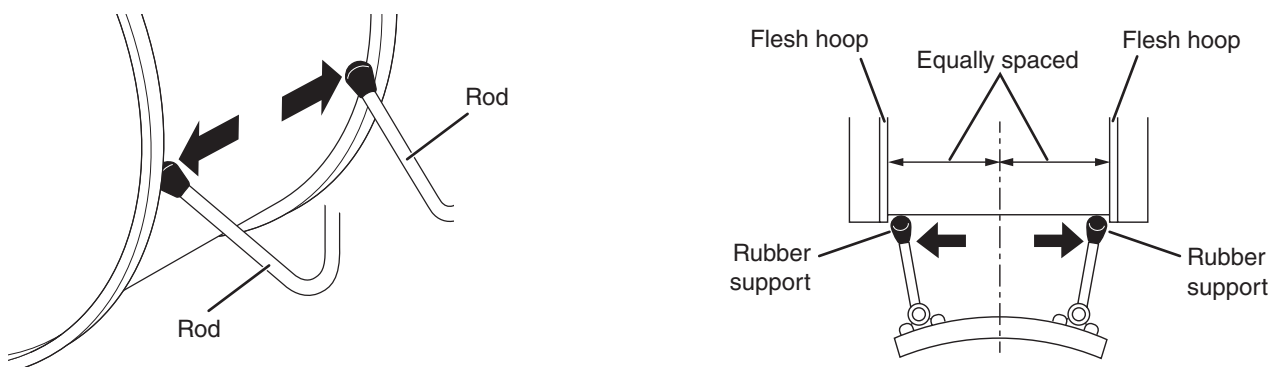 Rod
Rod
Flesh hoop
Equally spaced
Flesh hoop
Rubber
support
Rubber
support